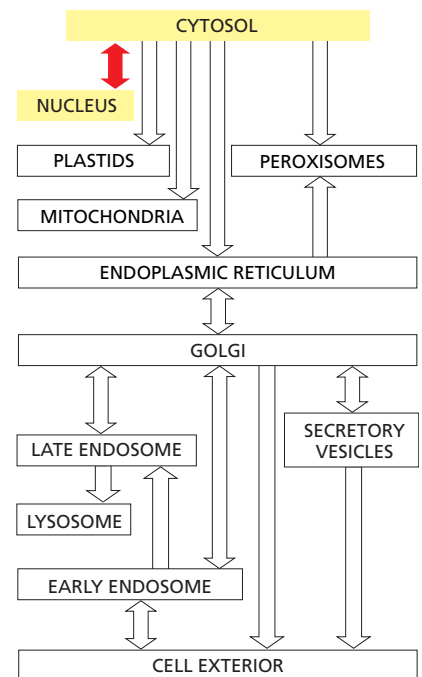 CYTOSOL
NUCLEUS
PLASTIDS
PEROXISOMES
MITOCHONDRIA
ENDOPLASMIC RETICULUM
GOLGI
LATE ENDOSOME
SECRETORY
VESICLES
LYSOSOME
EARLY ENDOSOME
CELL EXTERIOR